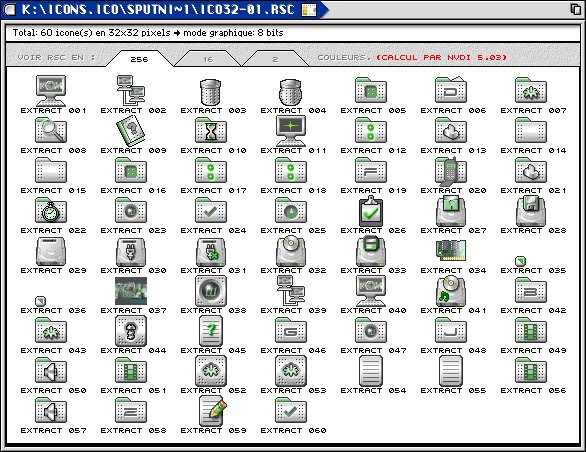 K:\ICONS.ICO\SPUTNI~1\ICO32-01.RSC
Total: 60 icone(s) en 32x32 pixels ➔ mode graphique: 8 bits
VOIR RSC EN : 256 16 2 COULEURS. (CALCUL PAR NVDI 5.03)
EXTRACT 001 EXTRACT 002 EXTRACT 003 EXTRACT 004 EXTRACT 005 EXTRACT 006 EXTRACT 007
EXTRACT 008 EXTRACT 009 EXTRACT 010 EXTRACT 011 EXTRACT 012 EXTRACT 013 EXTRACT 014
EXTRACT 015 EXTRACT 016 EXTRACT 017 EXTRACT 018 EXTRACT 019 EXTRACT 020 EXTRACT 021
EXTRACT 022 EXTRACT 023 EXTRACT 024 EXTRACT 025 EXTRACT 026 EXTRACT 027 EXTRACT 028
EXTRACT 029 EXTRACT 030 EXTRACT 031 EXTRACT 032 EXTRACT 033 EXTRACT 034 EXTRACT 035
EXTRACT 036 EXTRACT 037 EXTRACT 038 EXTRACT 039 EXTRACT 040 EXTRACT 041 EXTRACT 042
EXTRACT 043 EXTRACT 044 EXTRACT 045 EXTRACT 046 EXTRACT 047 EXTRACT 048 EXTRACT 049
EXTRACT 050 EXTRACT 051 EXTRACT 052 EXTRACT 053 EXTRACT 054 EXTRACT 055 EXTRACT 056
EXTRACT 057 EXTRACT 058 EXTRACT 059 EXTRACT 060